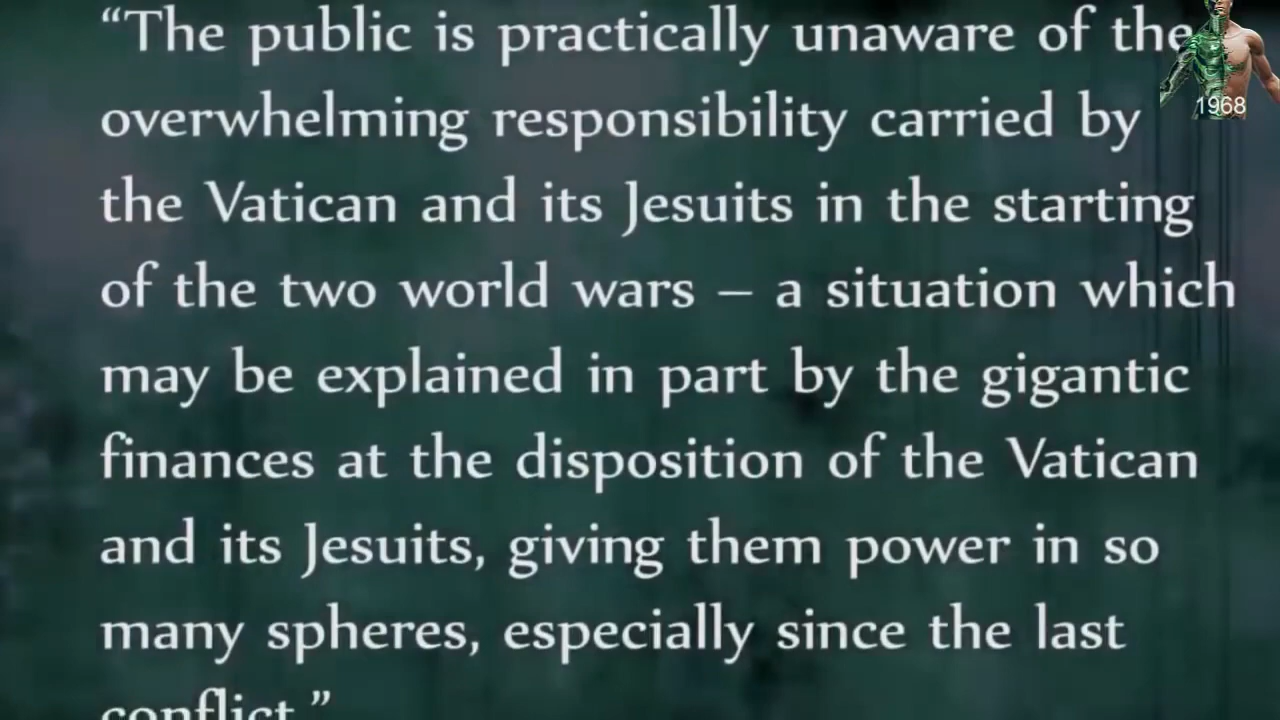 “The public is practically unaware of the
overwhelming responsibility carried by
the Vatican and its Jesuits in the starting
of the two world wars – a situation which
may be explained in part by the gigantic
finances at the disposition of the Vatican
and its Jesuits, giving them power in so
many spheres, especially since the last
conflict.”
1968